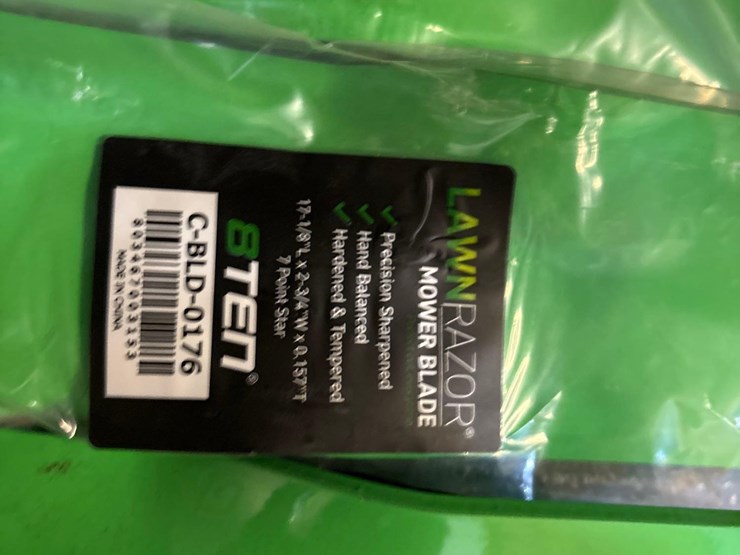 LAWNRAZOR®
MOWER BLADE
✓ Precision Sharpened
✓ Hand Balanced
✓ Hardened & Tempered
17-1/8"L x 2-3/4"W x 0.157"T
7 Point Star
8TEN®
C-BLD-0176
803467003153
MADE IN CHINA